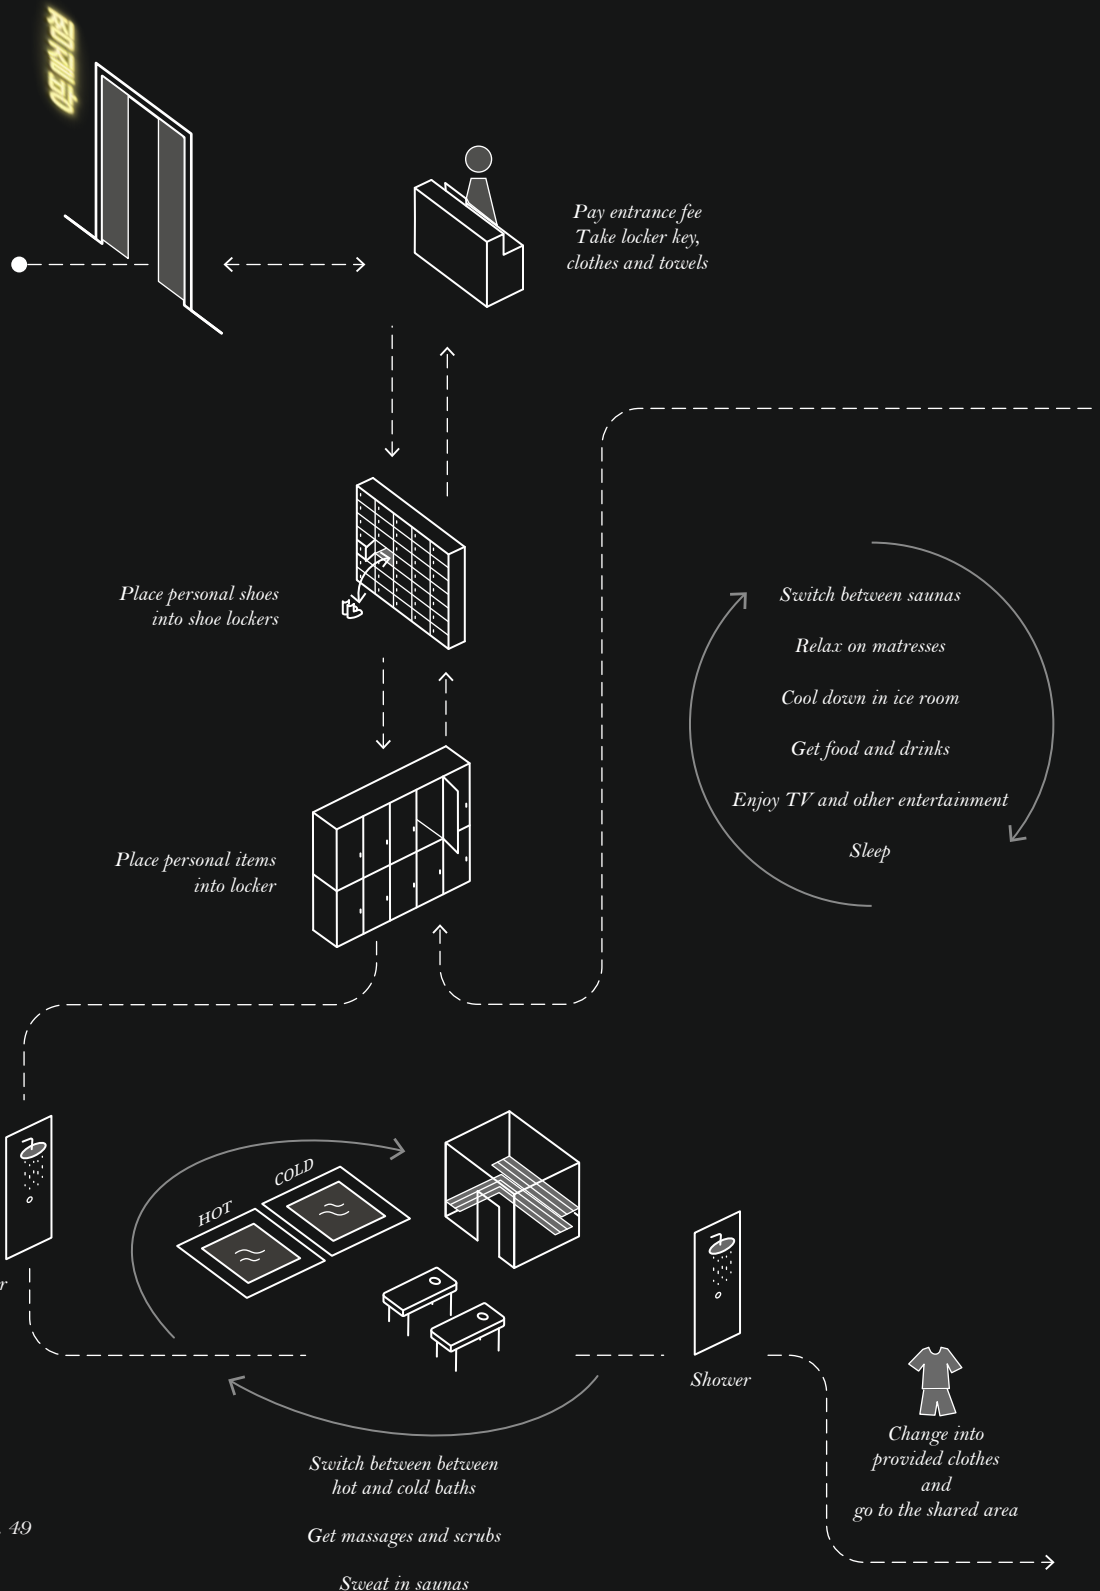 Pay entrance fee
Take locker key,
clothes and towels
Place personal shoes
into shoe lockers
Switch between saunas
Relax on matresses
Cool down in ice room
Get food and drinks
Enjoy TV and other entertainment
Sleep
Place personal items
into locker
COLD
HOT
r
Shower
Change into
provided clothes
and
go to the shared area
Switch between between
hot and cold baths
Get massages and scrubs
Sweat in saunas
. 49